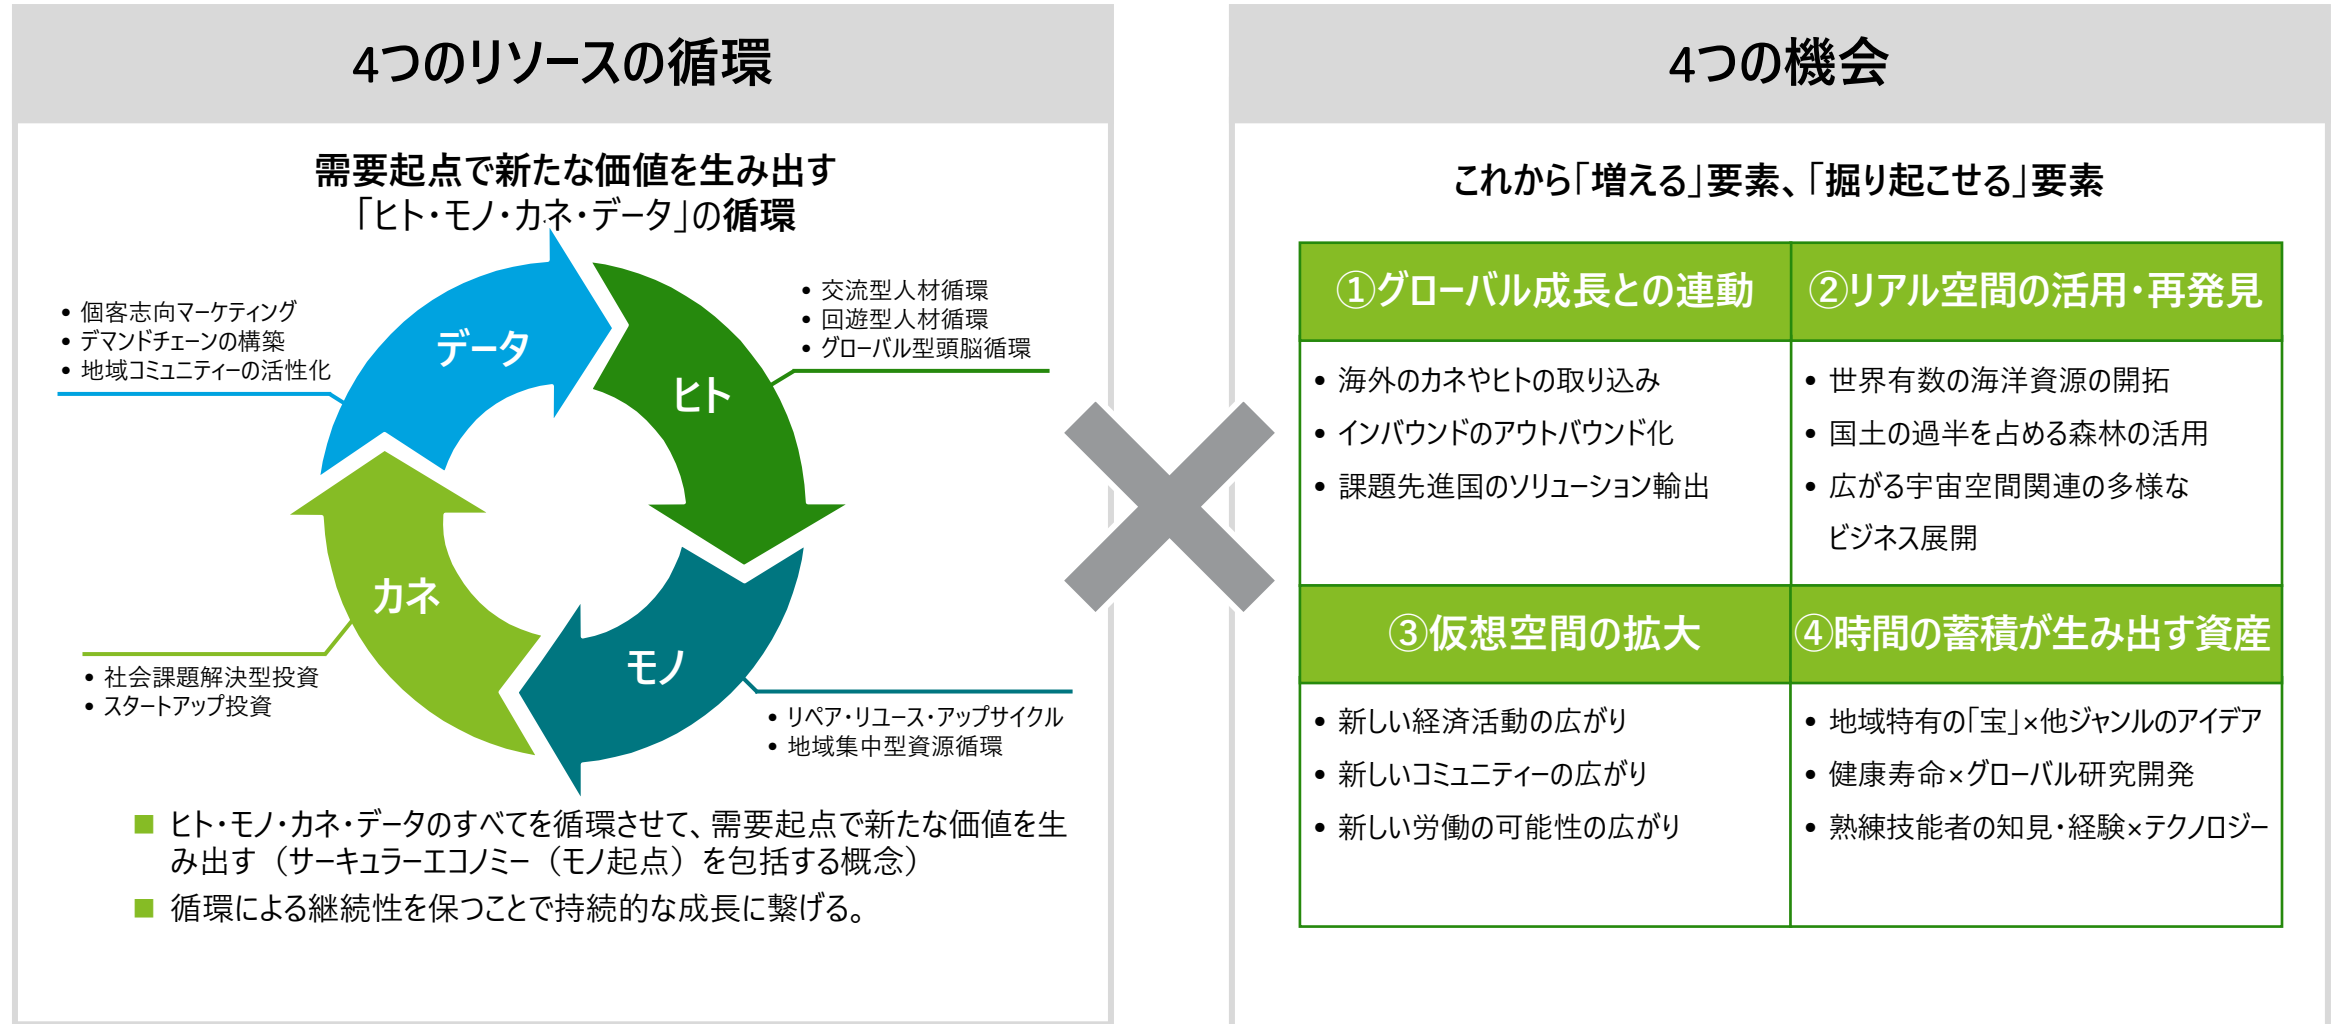 4つのリソースの循環
需要起点で新たな価値を生み出す
「ヒト・モノ・カネ・データ」の循環
• 個客志向マーケティング
• デマンドチェーンの構築
• 地域コミュニティーの活性化
データ
• 交流型人材循環
• 回遊型人材循環
• グローバル型頭脳循環
ヒト
カネ
• 社会課題解決型投資
• スタートアップ投資
モノ
• リペア・リユース・アップサイクル
• 地域集中型資源循環
■ ヒト・モノ・カネ・データのすべてを循環させて、需要起点で新たな価値を生
み出す（サーキュラーエコノミー（モノ起点）を包括する概念）
■ 循環による継続性を保つことで持続的な成長に繋げる。
4つの機会
これから「増える」要素、「掘り起こせる」要素
①グローバル成長との連動
• 海外のカネやヒトの取り込み
• インバウンドのアウトバウンド化
• 課題先進国のソリューション輸出
②リアル空間の活用・再発見
• 世界有数の海洋資源の開拓
• 国土の過半を占める森林の活用
• 広がる宇宙空間関連の多様な
ビジネス展開
③仮想空間の拡大
• 新しい経済活動の広がり
• 新しいコミュニティーの広がり
• 新しい労働の可能性の広がり
④時間の蓄積が生み出す資産
• 地域特有の「宝」×他ジャンルのアイデア
• 健康寿命×グローバル研究開発
• 熟練技能者の知見・経験×テクノロジー